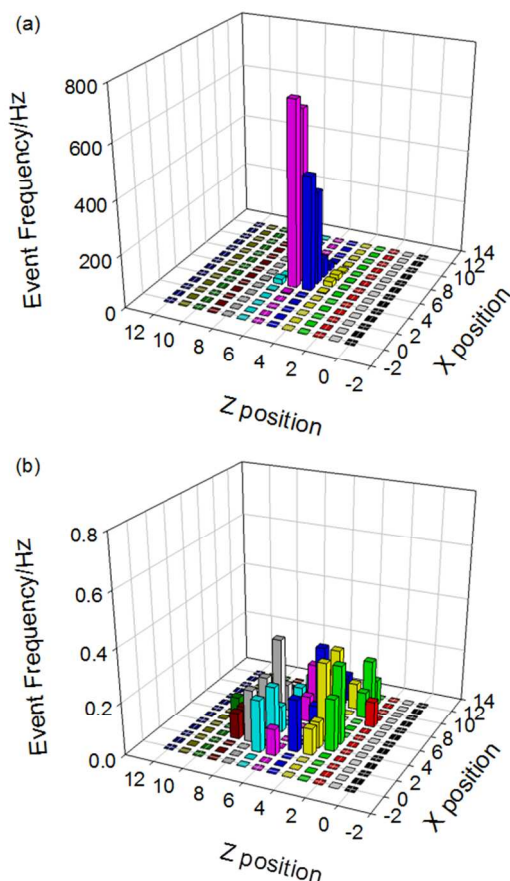 (a)
800
600
400
200
0
Event Frequency/Hz
12 10 8 6 4 2 0 -2
Z position
-2 0 2 4 6 8 10 12 14
X position
(b)
0.8
0.6
0.4
0.2
0.0
Event Frequency/Hz
12 10 8 6 4 2 0 -2
Z position
-2 0 2 4 6 8 10 12 14
X position